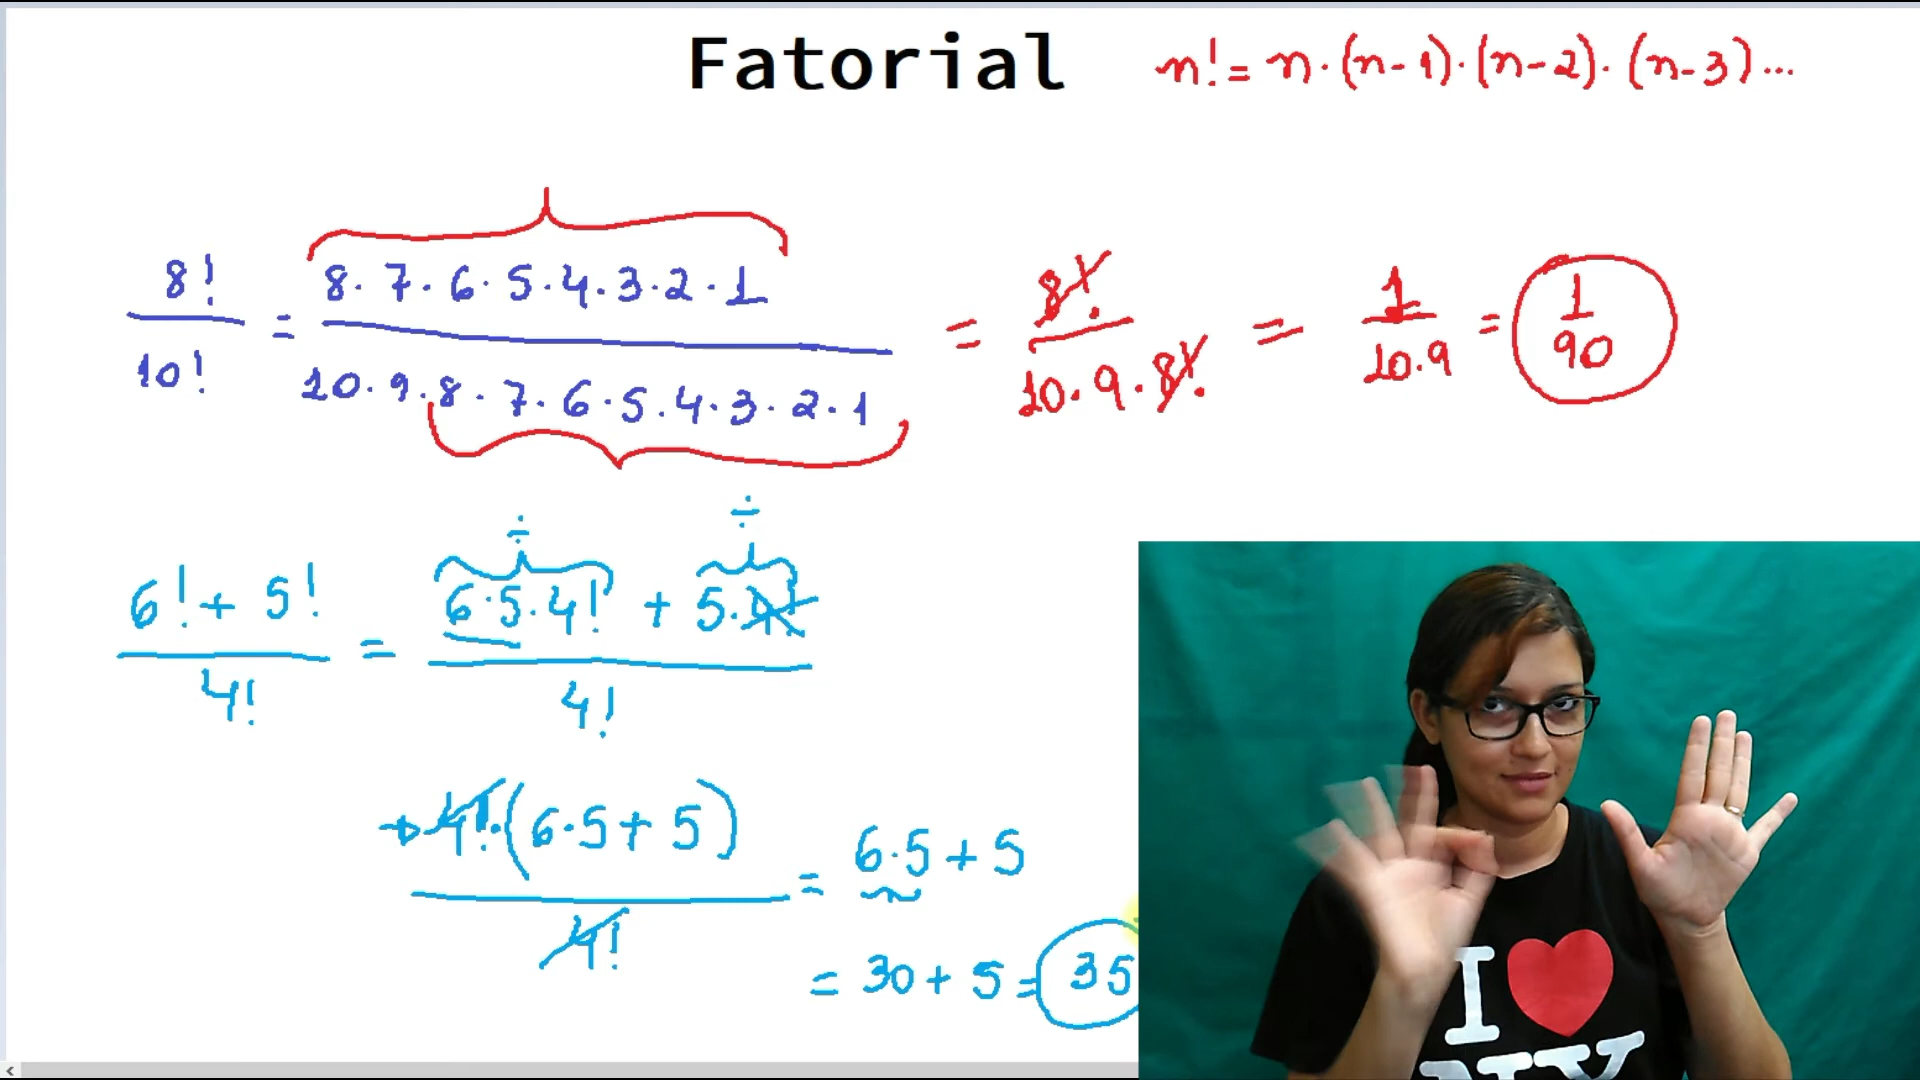 Fatorial n! = n · (n-1) · (n-2) · (n-3) ...
8! / 10! = 8 · 7 · 6 · 5 · 4 · 3 · 2 · 1 / 10 · 9 · 8 · 7 · 6 · 5 · 4 · 3 · 2 · 1 = 8! / 10 · 9 · 8! = 1 / 10 . 9 = 1 / 90
÷ ÷
6! + 5! / 4! = 6 · 5 · 4! + 5 · 4! / 4!
4! · (6 · 5 + 5) / 4! = 6 · 5 + 5
= 30 + 5 = 35
I ♥
NY